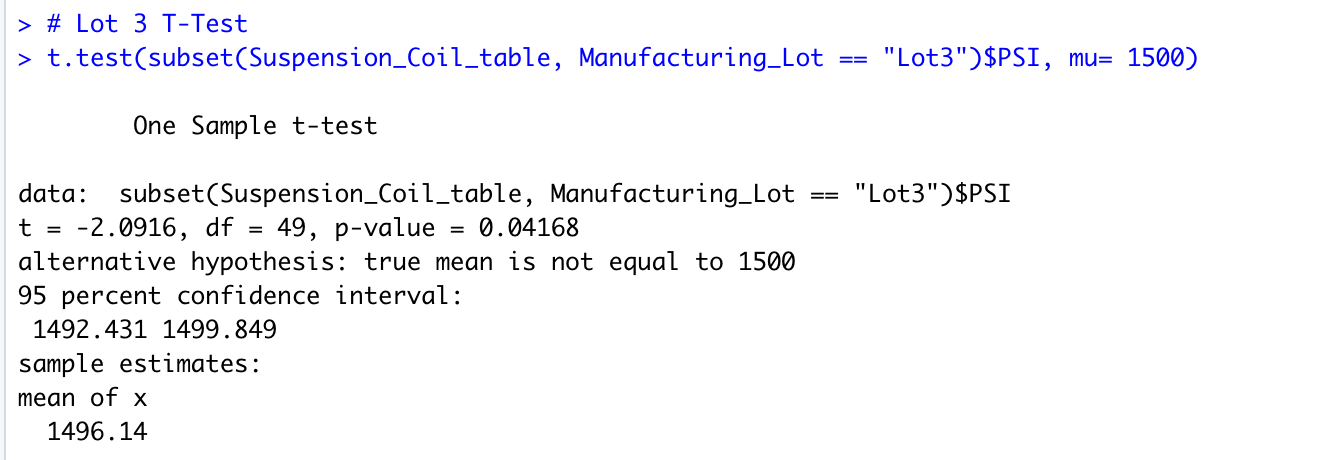 > # Lot 3 T-Test
> t.test(subset(Suspension_Coil_table, Manufacturing_Lot == "Lot3")$PSI, mu= 1500)
One Sample t-test
data:  subset(Suspension_Coil_table, Manufacturing_Lot == "Lot3")$PSI
t = -2.0916, df = 49, p-value = 0.04168
alternative hypothesis: true mean is not equal to 1500
95 percent confidence interval:
1492.431 1499.849
sample estimates:
mean of x
1496.14